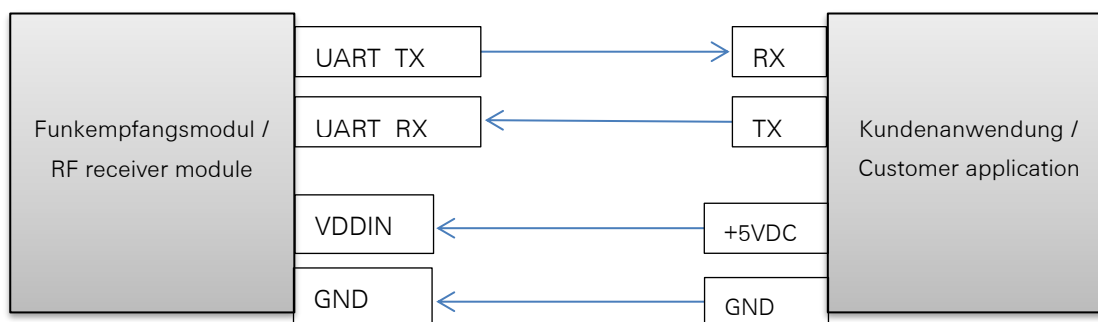 UART TX
RX
UART RX
TX
Funkempfangsmodul /
RF receiver module
Kundenanwendung /
Customer application
VDDIN
+5VDC
GND
GND